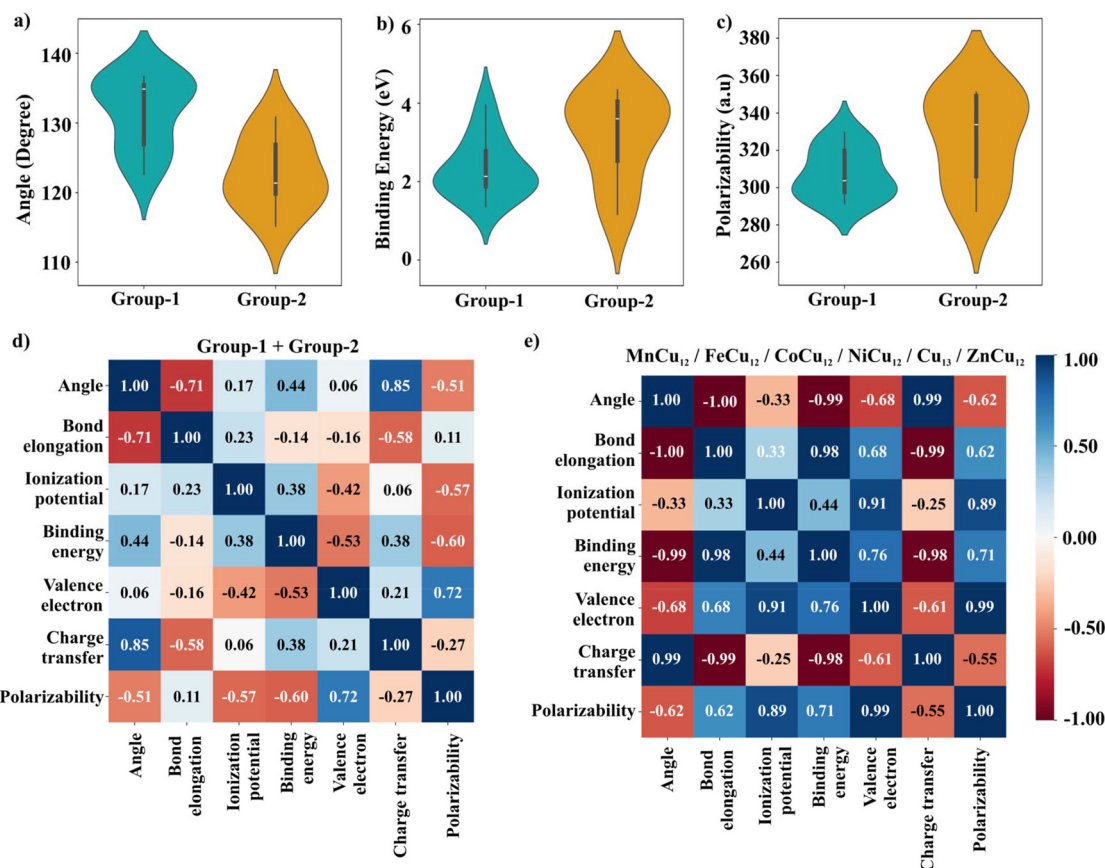 a)
Angle (Degree)
140
130
120
110
Group-1 Group-2
b)
Binding Energy (eV)
6
4
2
0
Group-1 Group-2
c)
Polarizability (a.u)
380
360
340
320
300
280
260
Group-1 Group-2
d)
Group-1 + Group-2
Angle 1.00 -0.71 0.17 0.44 0.06 0.85 -0.51
Bond
elongation -0.71 1.00 0.23 -0.14 -0.16 -0.58 0.11
Ionization
potential 0.17 0.23 1.00 0.38 -0.42 0.06 -0.57
Binding
energy 0.44 -0.14 0.38 1.00 -0.53 0.38 -0.60
Valence
electron 0.06 -0.16 -0.42 -0.53 1.00 0.21 0.72
Charge
transfer 0.85 -0.58 0.06 0.38 0.21 1.00 -0.27
Polarizability -0.51 0.11 -0.57 -0.60 0.72 -0.27 1.00
Angle
Bond
elongation
Ionization
potential
Binding
energy
Valence
electron
Charge transfer
Polarizability
e)
MnCu₁₂ / FeCu₁₂ / CoCu₁₂ / NiCu₁₂ / Cu₁₃ / ZnCu₁₂
Angle 1.00 -1.00 -0.33 -0.99 -0.68 0.99 -0.62
Bond
elongation -1.00 1.00 0.33 0.98 0.68 -0.99 0.62
Ionization
potential -0.33 0.33 1.00 0.44 0.91 -0.25 0.89
Binding
energy -0.99 0.98 0.44 1.00 0.76 -0.98 0.71
Valence
electron -0.68 0.68 0.91 0.76 1.00 -0.61 0.99
Charge
transfer 0.99 -0.99 -0.25 -0.98 -0.61 1.00 -0.55
Polarizability -0.62 0.62 0.89 0.71 0.99 -0.55 1.00
Angle
Bond
elongation
Ionization
potential
Binding
energy
Valence
electron
Charge transfer
Polarizability
1.00
0.50
0.00
-0.50
-1.00